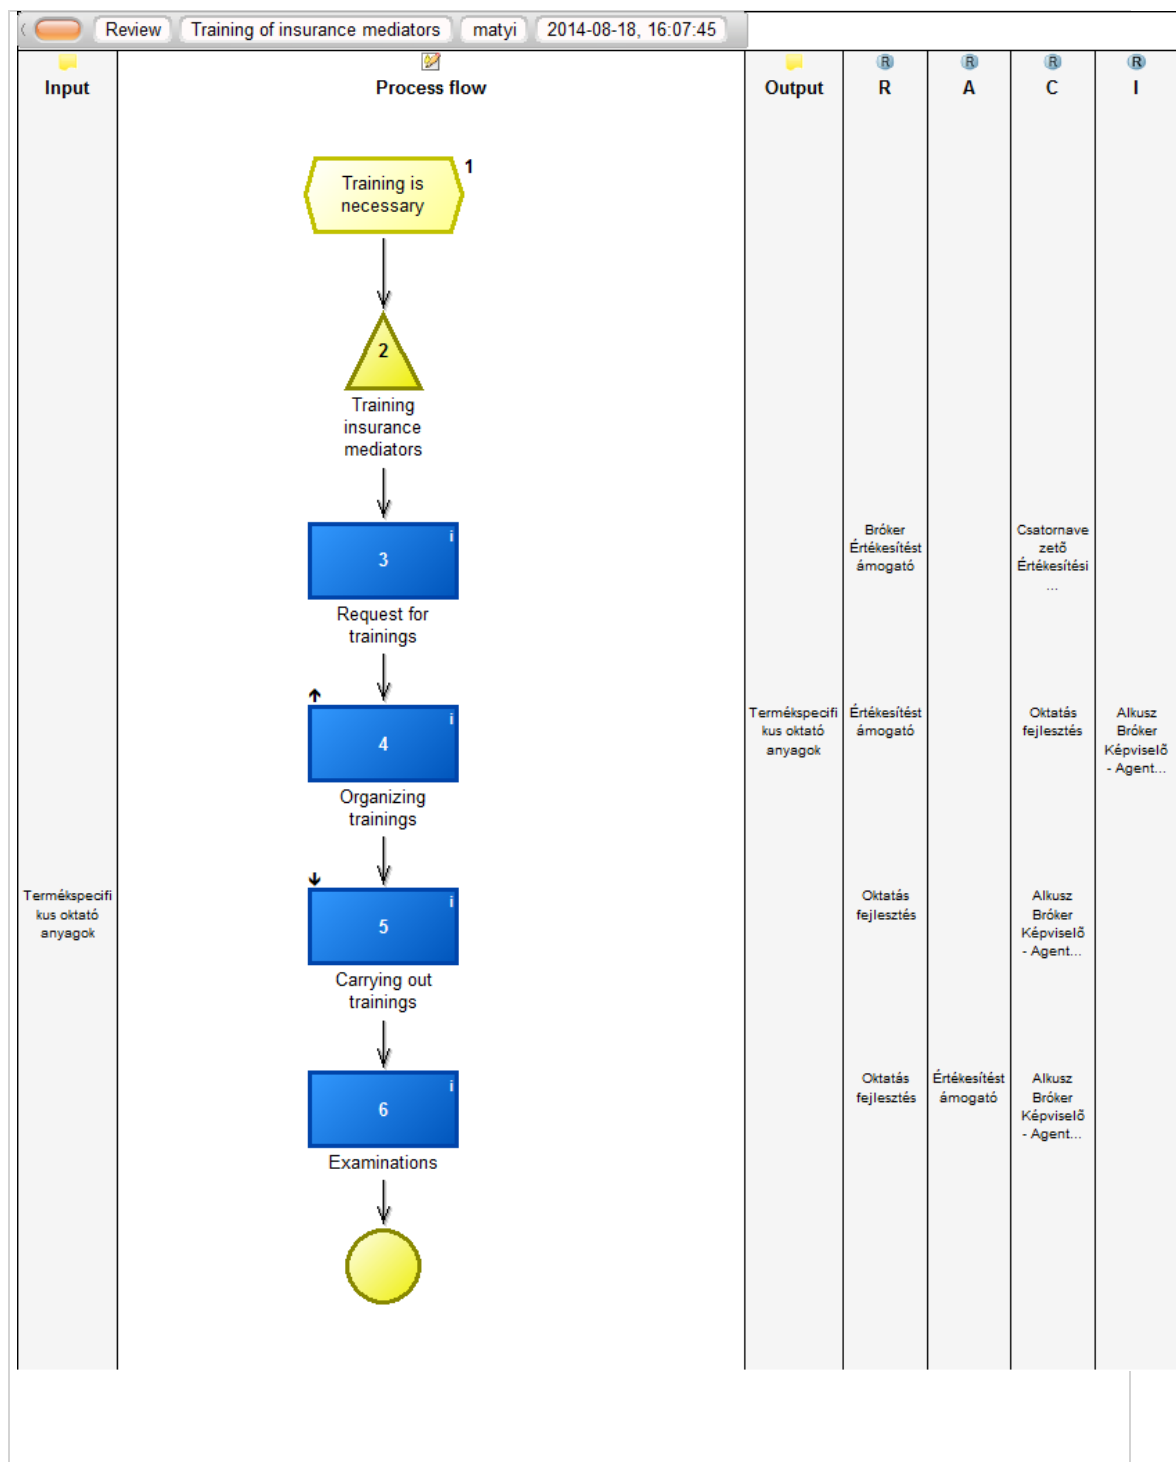 Review Training of insurance mediators matyi 2014-08-18, 16:07:45
Input Process flow Output R A C I
R R R R
Training is
necessary
1
2
Training
insurance
mediators
3
i
Request for
trainings
Bróker
Értékesítést
ámogató
Csatornave
zető
Értékesítési
...
4
i
Organizing
trainings
Termékspecifi
kus oktató
anyagok
Értékesítést
ámogató
Oktatás
fejlesztés
Alkusz
Bróker
Képviselő
- Agent...
Termékspecifi
kus oktató
anyagok
5
i
Carrying out
trainings
Oktatás
fejlesztés
Alkusz
Bróker
Képviselő
- Agent...
6
i
Examinations
Oktatás
fejlesztés
Értékesítést
ámogató
Alkusz
Bróker
Képviselő
- Agent...